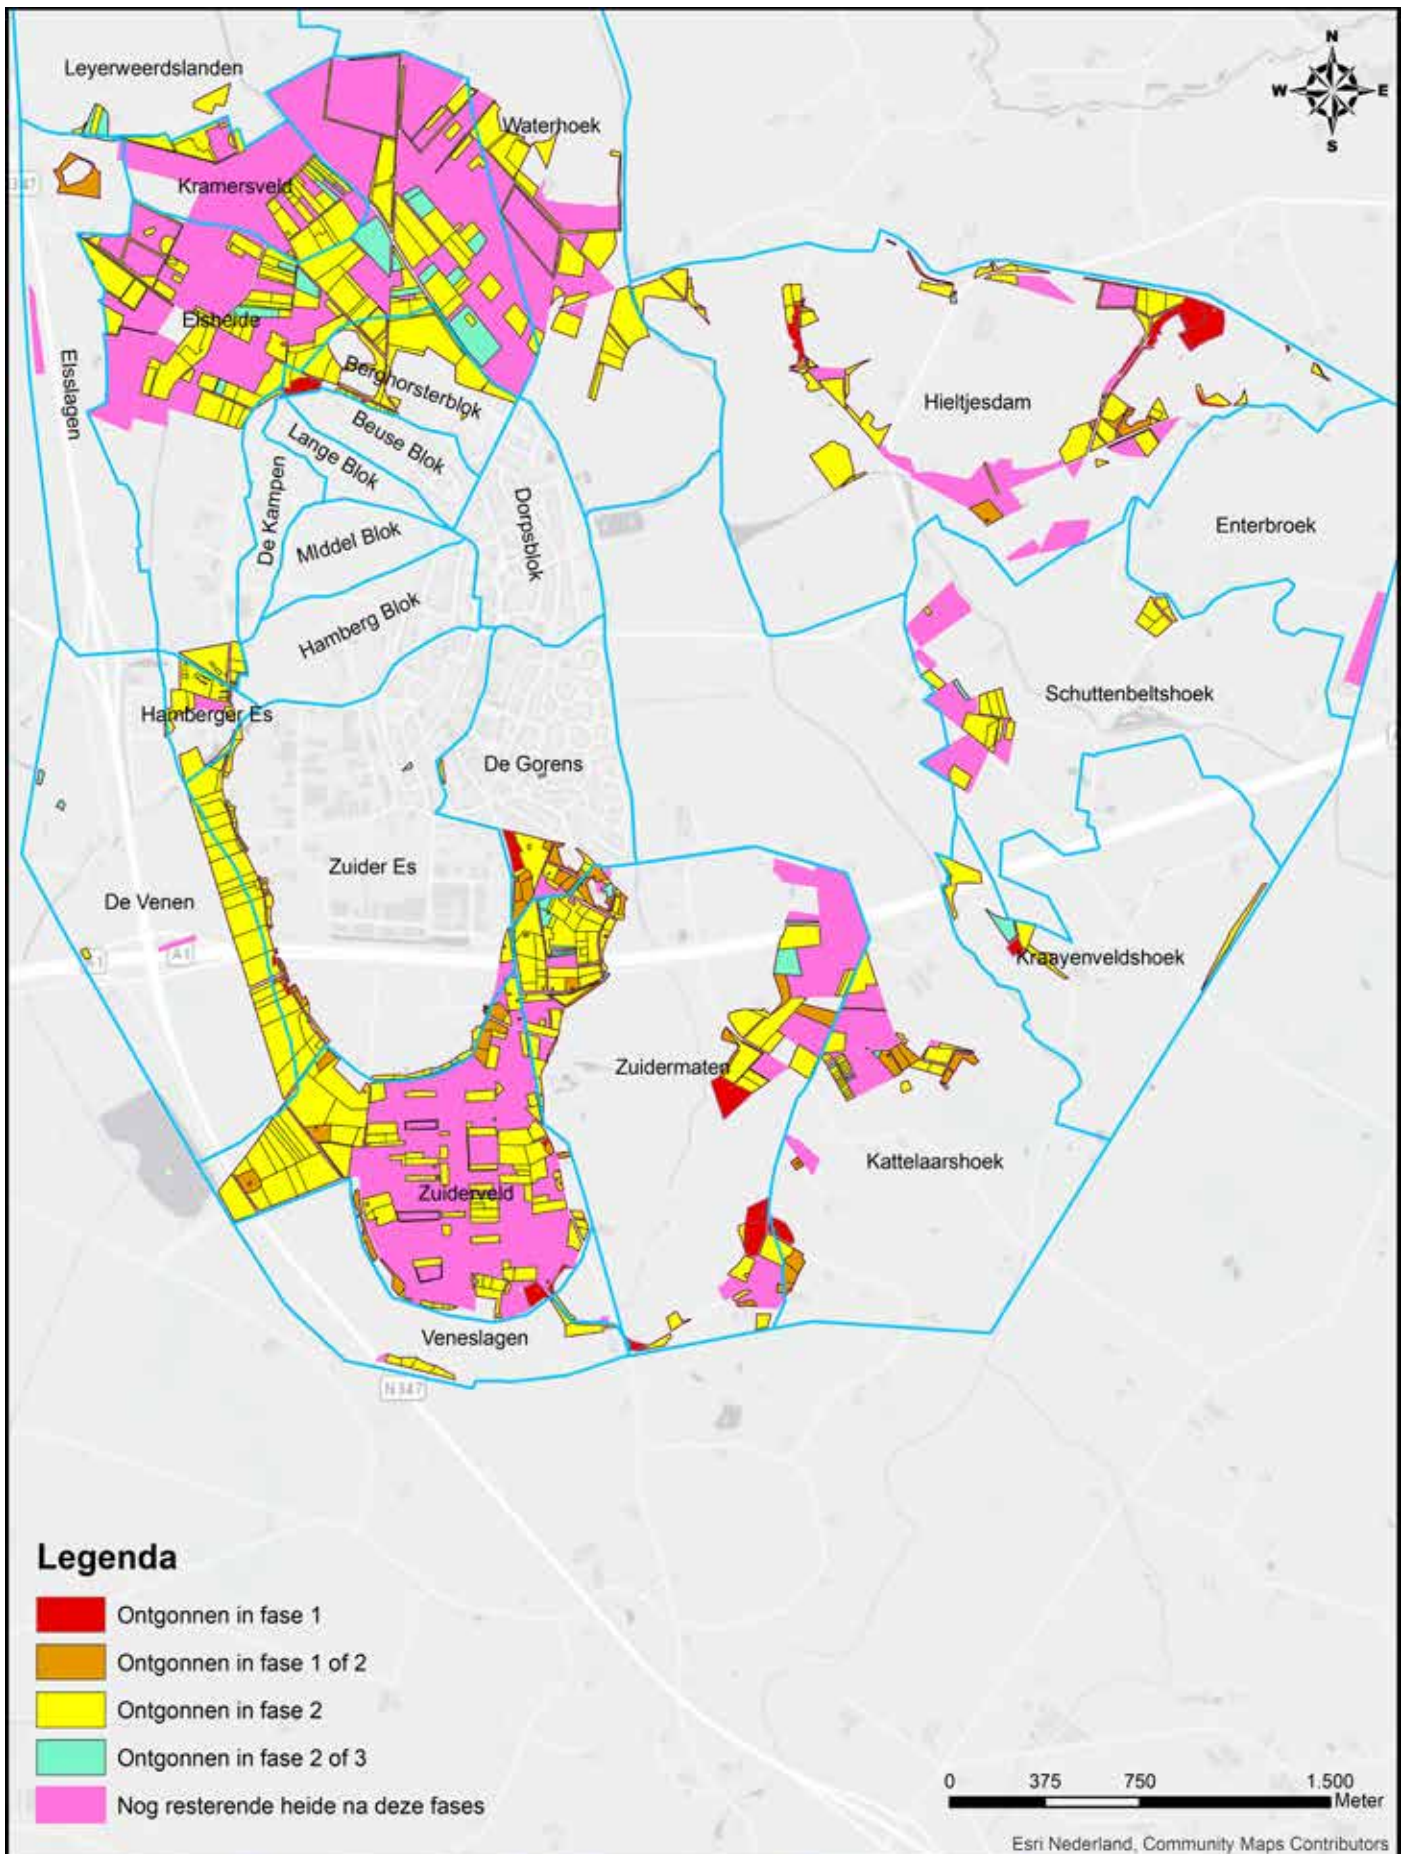 N
W E
S
Leyerweerdslanden
Waterhoek
Kramersveld
Elsheide
Elsslagen
Berghorsterblok
Beuse Blok
Lange Blok
De Kampen
MIddel Blok
Dorpsblok
Hamberg Blok
Hieltjesdam
Enterbroek
Schuttenbeltshoek
Hamberger Es
De Gorens
Zuider Es
De Venen
A1
Kraayenveldshoek
Zuidermaten
Kattelaarshoek
Zuiderveld
Veneslagen
N347
Legenda
Ontgonnen in fase 1
Ontgonnen in fase 1 of 2
Ontgonnen in fase 2
Ontgonnen in fase 2 of 3
Nog resterende heide na deze fases
0 375 750 1.500
Meter
Esri Nederland, Community Maps Contributors